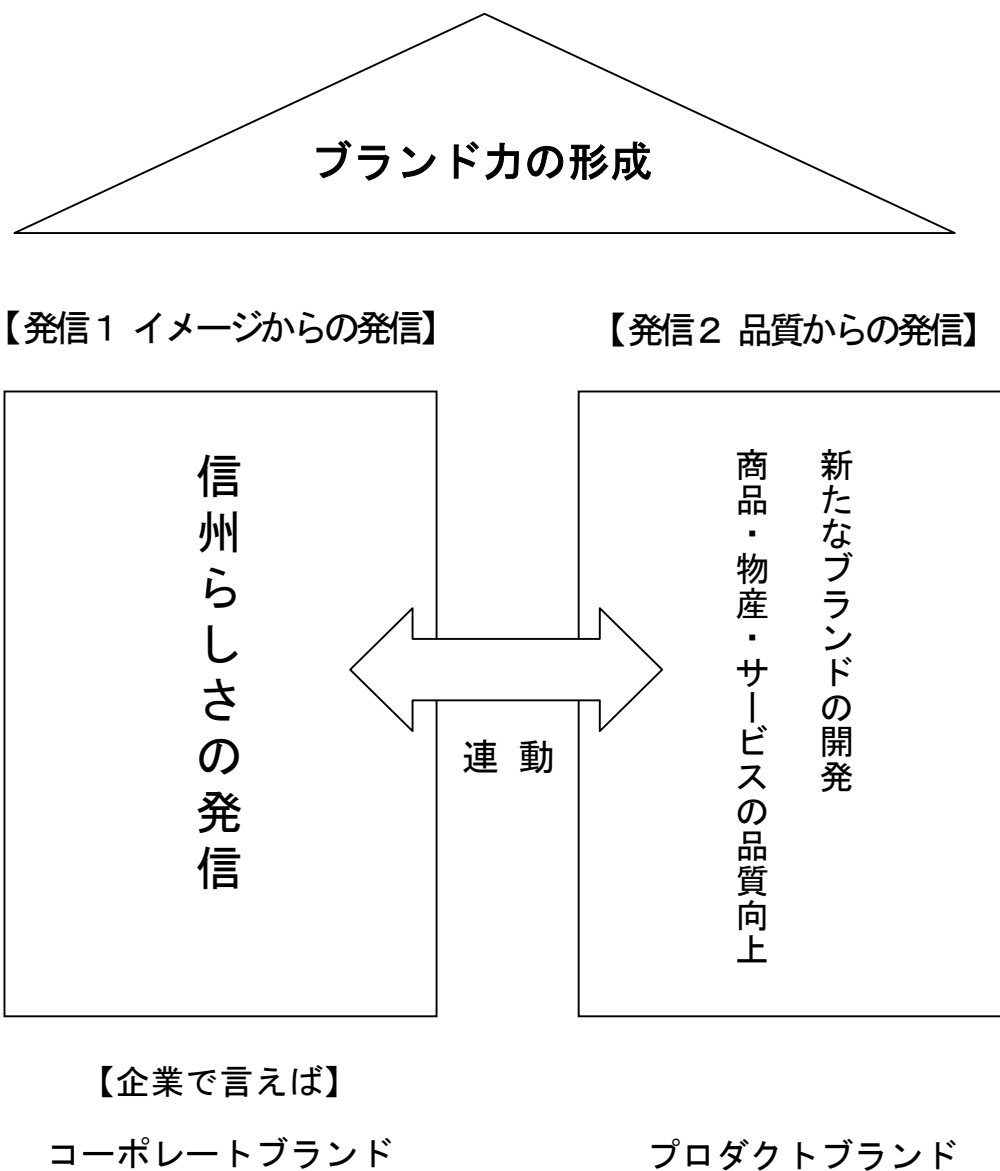 ブランド力の形成
【発信１ イメージからの発信】
【発信２ 品質からの発信】
信州らしさの発信
新たなブランドの開発
商品・物産・サービスの品質向上
連 動
【企業で言えば】
コーポレートブランド
プロダクトブランド